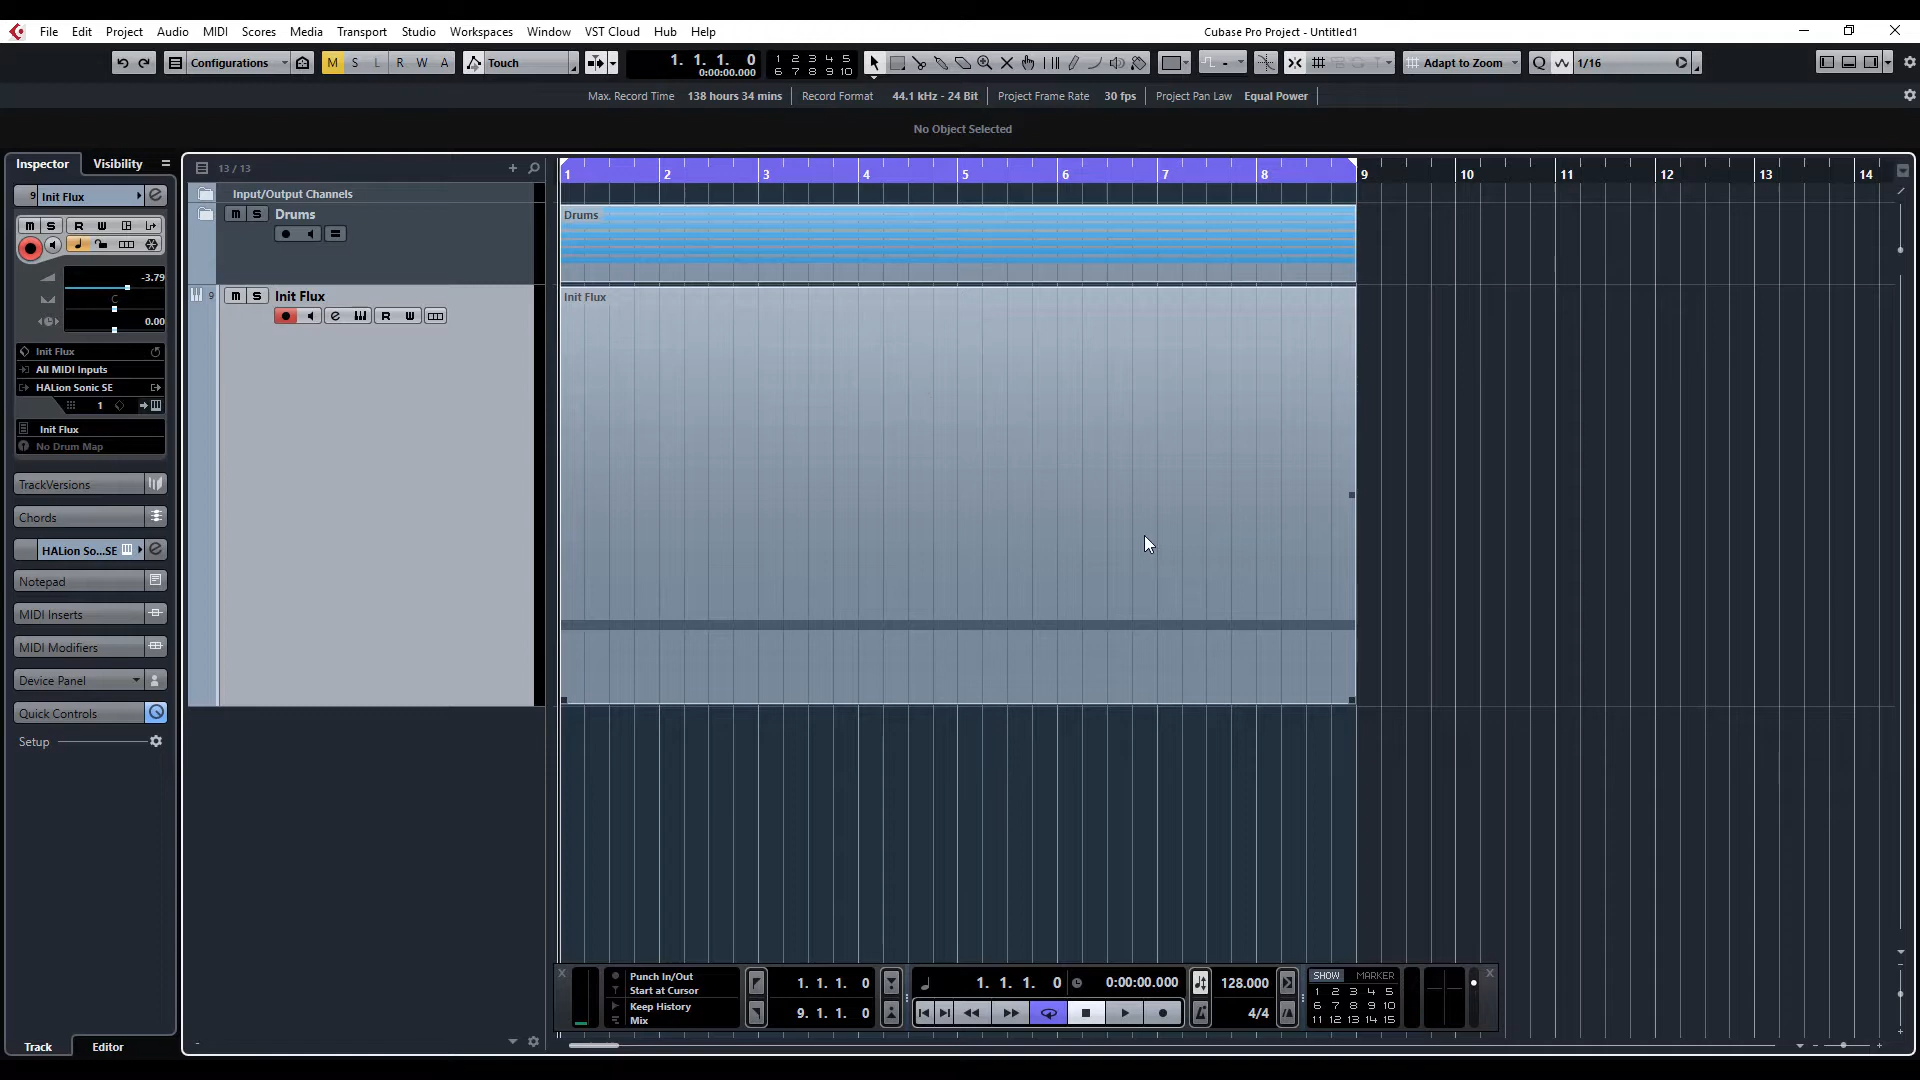 File Edit Project Audio MIDI Scores Media Transport Studio Workspaces Window VST Cloud Hub Help
Cubase Pro Project - Untitled1
Configurations M S L R W A Touch
1. 1. 1. 0
0:00:00.000
1 2 3 4 5
6 7 8 9 10
Adapt to Zoom
Q 1/16
Max. Record Time 138 hours 34 mins Record Format 44.1 kHz - 24 Bit Project Frame Rate 30 fps Project Pan Law Equal Power
No Object Selected
Inspector Visibility
13 / 13
1 2 3 4 5 6 7 8 9 10 11 12 13 14
9 Init Flux
m S R W
-3.79
C
0.00
Init Flux
All MIDI Inputs
HALion Sonic SE
1
Init Flux
No Drum Map
TrackVersions
Chords
HALion So...SE
Notepad
MIDI Inserts
MIDI Modifiers
Device Panel
Quick Controls
Setup
Track Editor
Input/Output Channels
m S Drums
9 m S Init Flux
e R W
Drums
Init Flux
X
Punch In/Out
Start at Cursor
Keep History
Mix
1. 1. 1. 0
9. 1. 1. 0
1. 1. 1. 0
0:00:00.000
128.000
4/4
SHOW MARKER
1 2 3 4 5
6 7 8 9 10
11 12 13 14 15
X